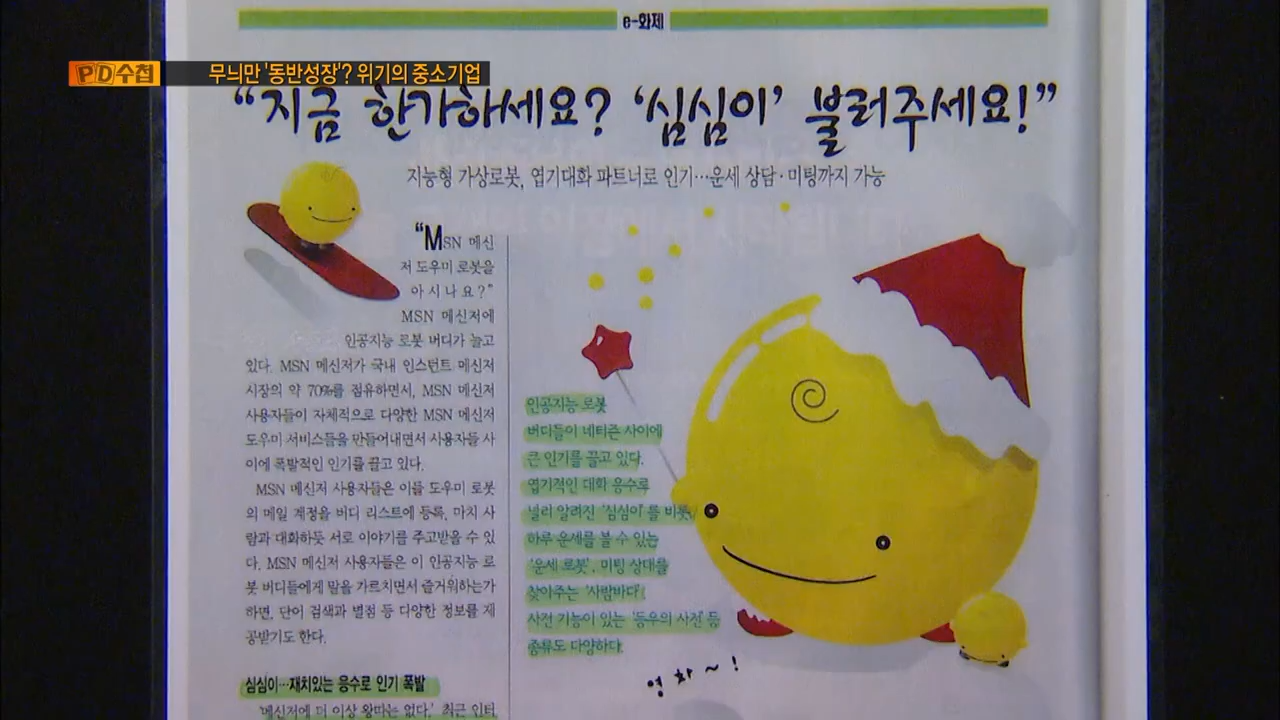 e-화제
PD수첩
무늬만 '동반성장'? 위기의 중소기업
“지금 한가하세요? ‘심심이’ 불러주세요!”
지능형 가상로봇, 엽기대화 파트너로 인기…운세 상담·미팅까지 가능
“MSN 메신
저 도우미 로봇을
아시나요?”
MSN 메신저에
인공지능 로봇 버디가 늘고
있다. MSN 메신저가 국내 인스턴트 메신저
시장의 약 70%를 점유하면서, MSN 메신저
사용자들이 자체적으로 다양한 MSN 메신저
도우미 서비스들을 만들어내면서 사용자들 사
이에 폭발적인 인기를 끌고 있다.
MSN 메신저 사용자들은 이들 도우미 로봇
의 메일 계정을 버디 리스트에 등록, 마치 사
람과 대화하듯 서로 이야기를 주고받을 수 있
다. MSN 메신저 사용자들은 이 인공지능 로
봇 버디들에게 말을 가르치면서 즐거워하는가
하면, 단어 검색과 별점 등 다양한 정보를 제
공받기도 한다.
심심이…재치있는 응수로 인기 폭발
‘메신저에 더 이상 왕따는 없다.’ 최근 인터
인공지능 로봇
버디들이 네티즌 사이에
큰 인기를 끌고 있다.
엽기적인 대화 응수로
널리 알려진 ‘심심이’를 비롯,
하루 운세를 볼 수 있는
‘운세 로봇’, 미팅 상대를
찾아주는 ‘사람바다’,
사전 기능이 있는 ‘등우의 사전’ 등
종류도 다양하다.
영차~!